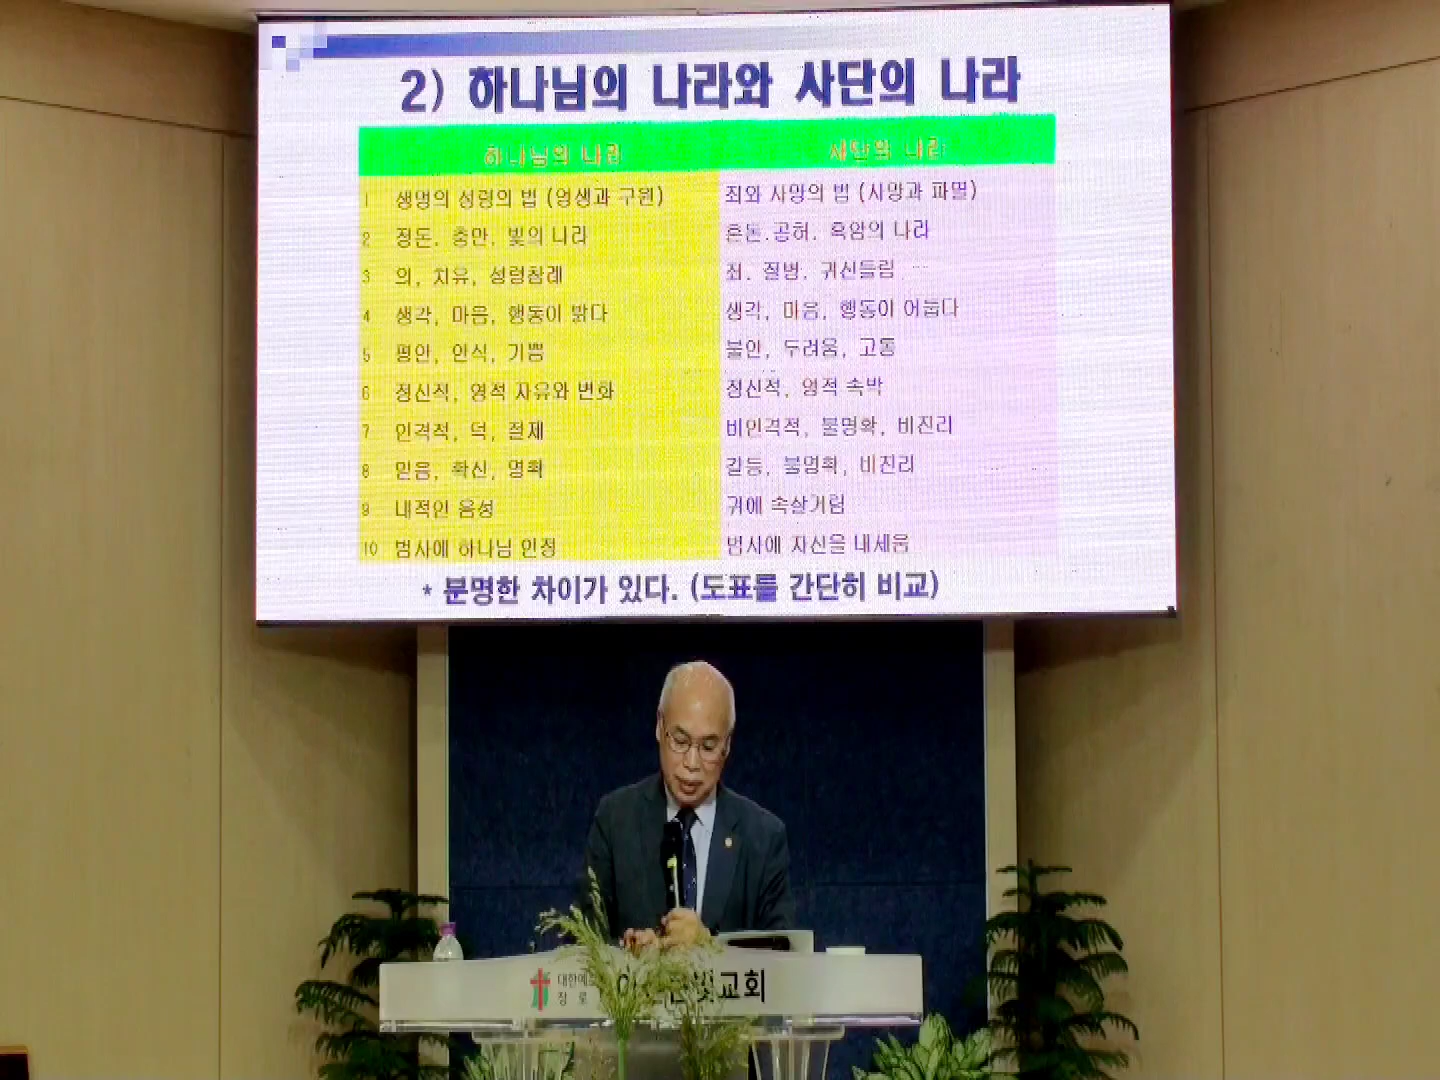 2) 하나님의 나라와 사단의 나라
하나님의 나라 사단의 나라
1 생명의 성령의 법 (영생과 구원) 죄와 사망의 법 (사망과 파멸)
2 정돈, 충만, 빛의 나라 혼돈.공허, 흑암의 나라
3 의, 치유, 성령침례 죄, 질병, 귀신들림
4 생각, 마음, 행동이 밝다 생각, 마음, 행동이 어둡다
5 평안, 안식, 기쁨 불안, 두려움, 고통
6 정신적, 영적 자유와 변화 정신적, 영적 속박
7 인격적, 덕, 절제 비인격적, 불명확, 비진리
8 믿음, 확신, 명확 갈등, 불명확, 비진리
9 내적인 음성 귀에 속살거림
10 범사에 하나님 인정 범사에 자신을 내세움
* 분명한 차이가 있다. (도표를 간단히 비교)
대한예
장 로
교회